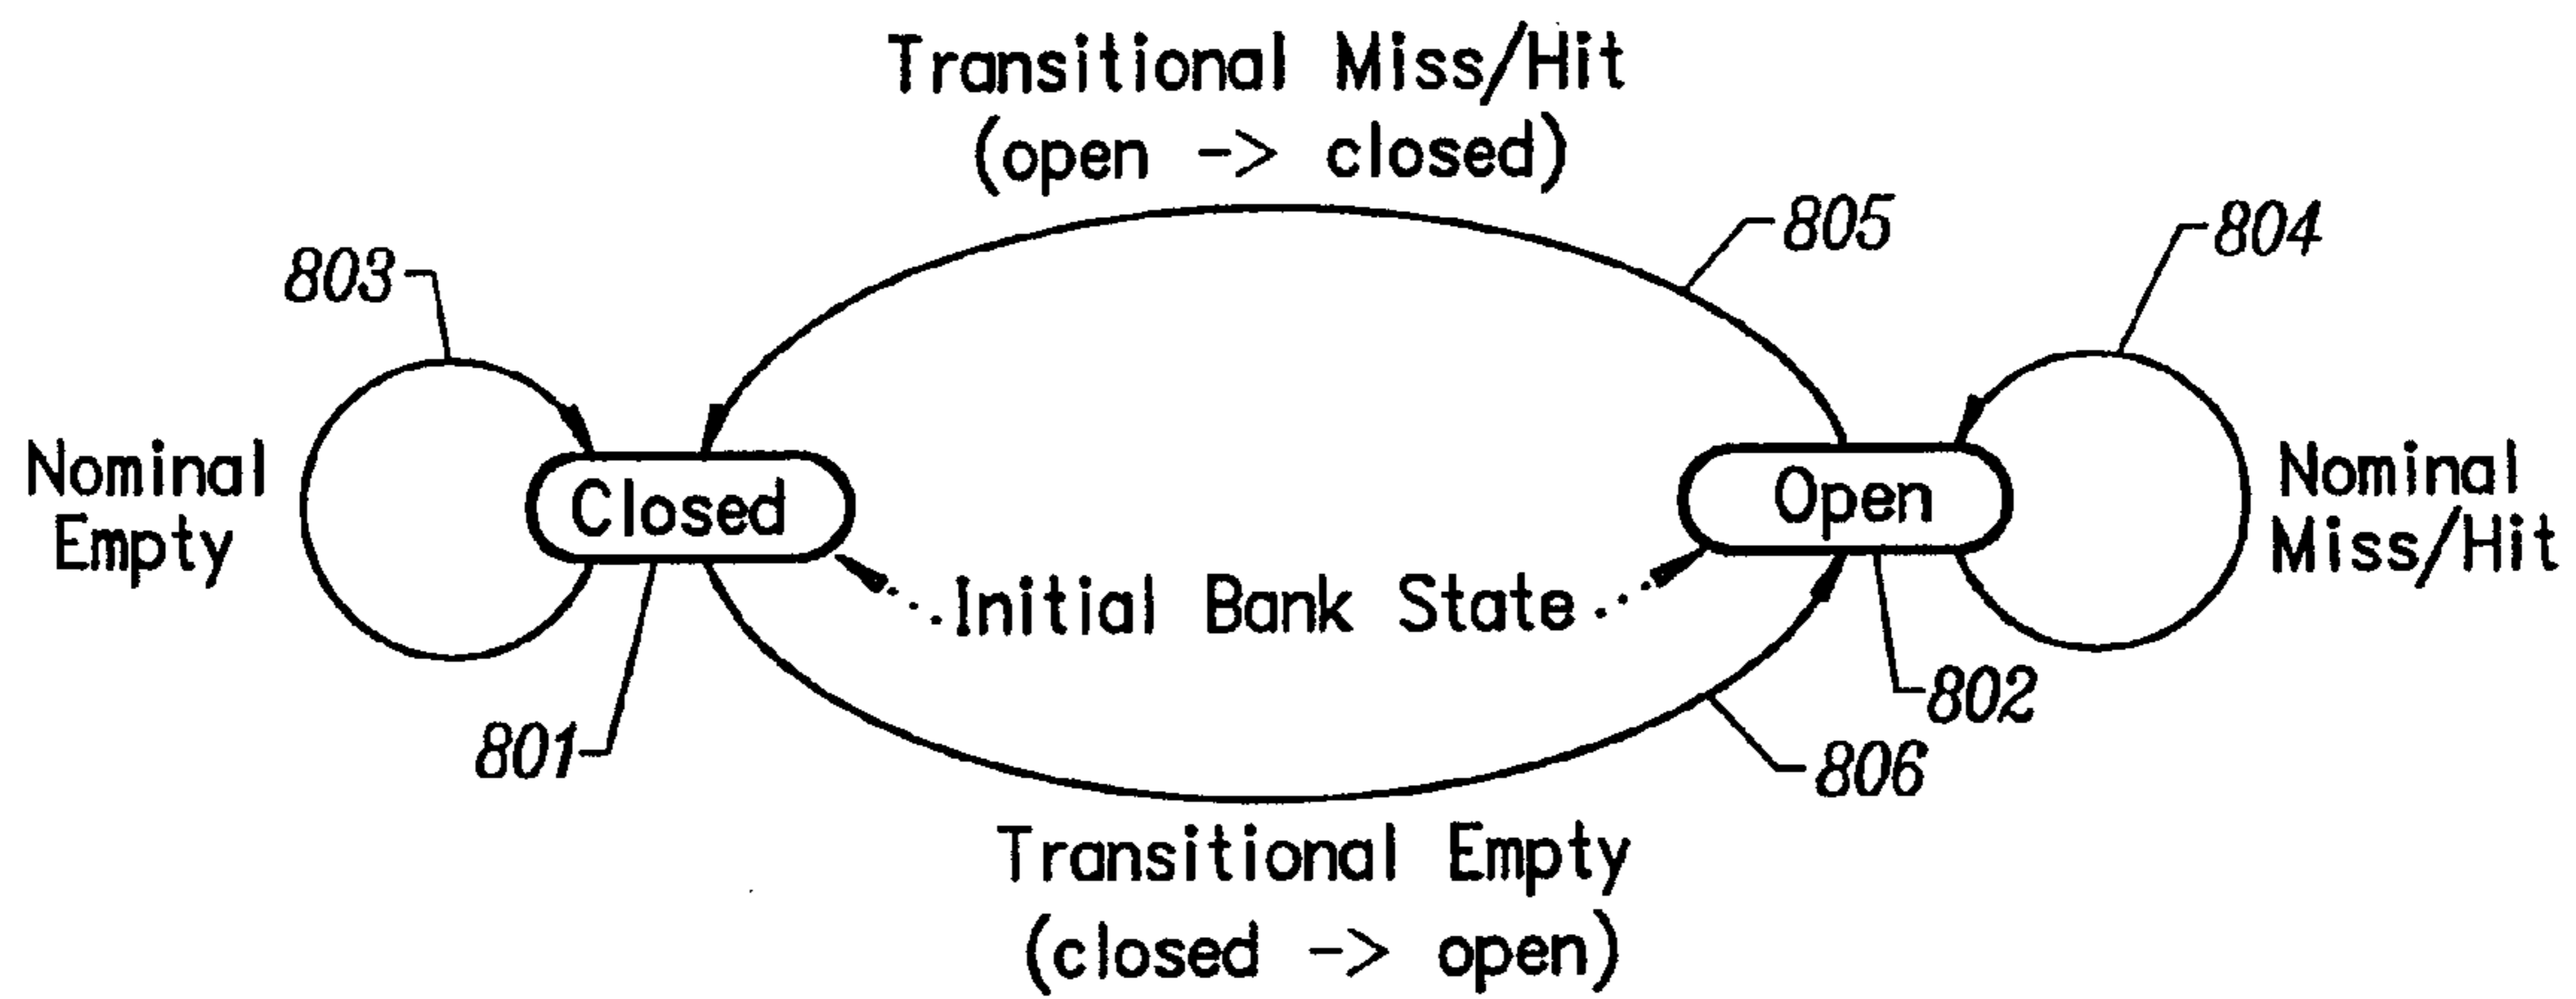 Transitional Miss/Hit
(open -> closed)
805
804
803
Nominal
Empty
Closed
Open
Nominal
Miss/Hit
Initial Bank State
802
801
806
Transitional Empty
(closed -> open)